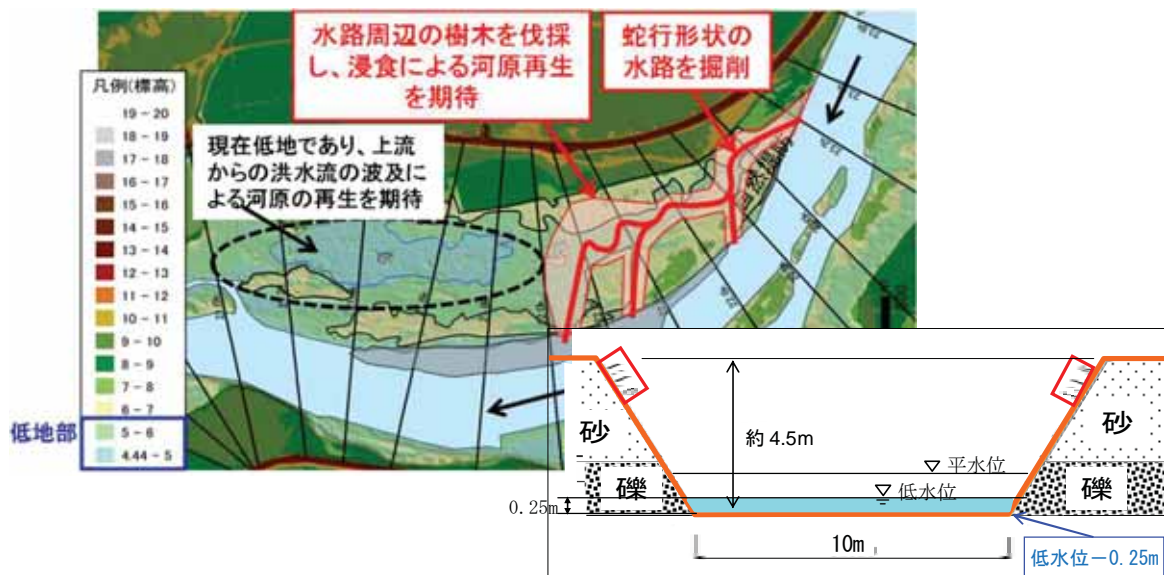 水路周辺の樹木を伐採
し、浸食による河原再生
を期待
蛇行形状の
水路を掘削
凡例(標高)
19-20
18-19
17-18
16-17
15-16
14-15
13-14
12-13
11-12
10-11
9-10
8-9
7-8
6-7
5-6
4.44-5
低地部
現在低地であり、上流
からの洪水流の波及に
よる河原の再生を期待
砂
礫
約4.5m
平水位
低水位
0.25m
10m
砂
礫
低水位-0.25m